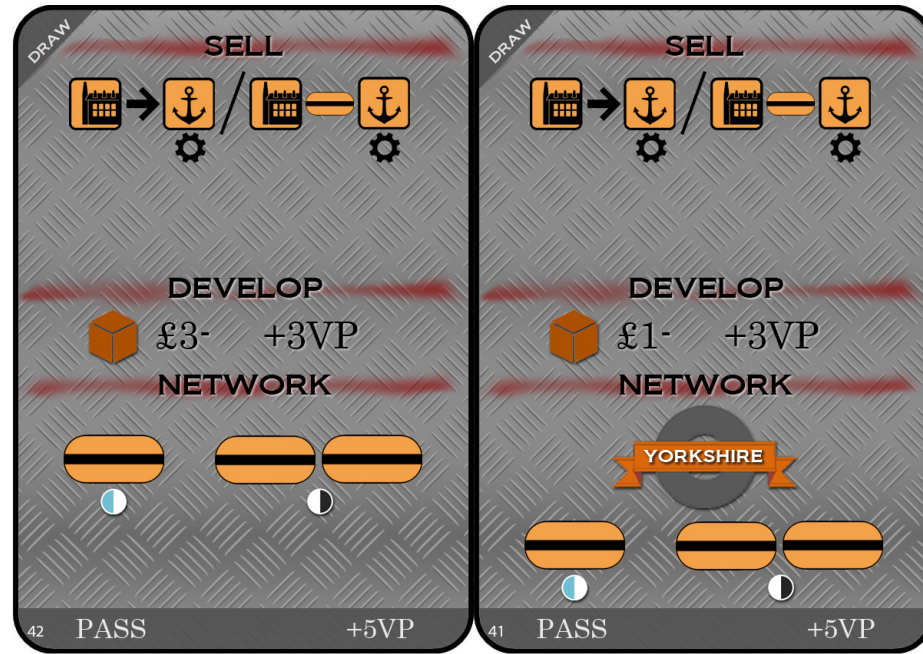 DRAW
SELL
DEVELOP
£3- +3VP
NETWORK
42 PASS +5VP
DRAW
SELL
DEVELOP
£1- +3VP
NETWORK
YORKSHIRE
41 PASS +5VP